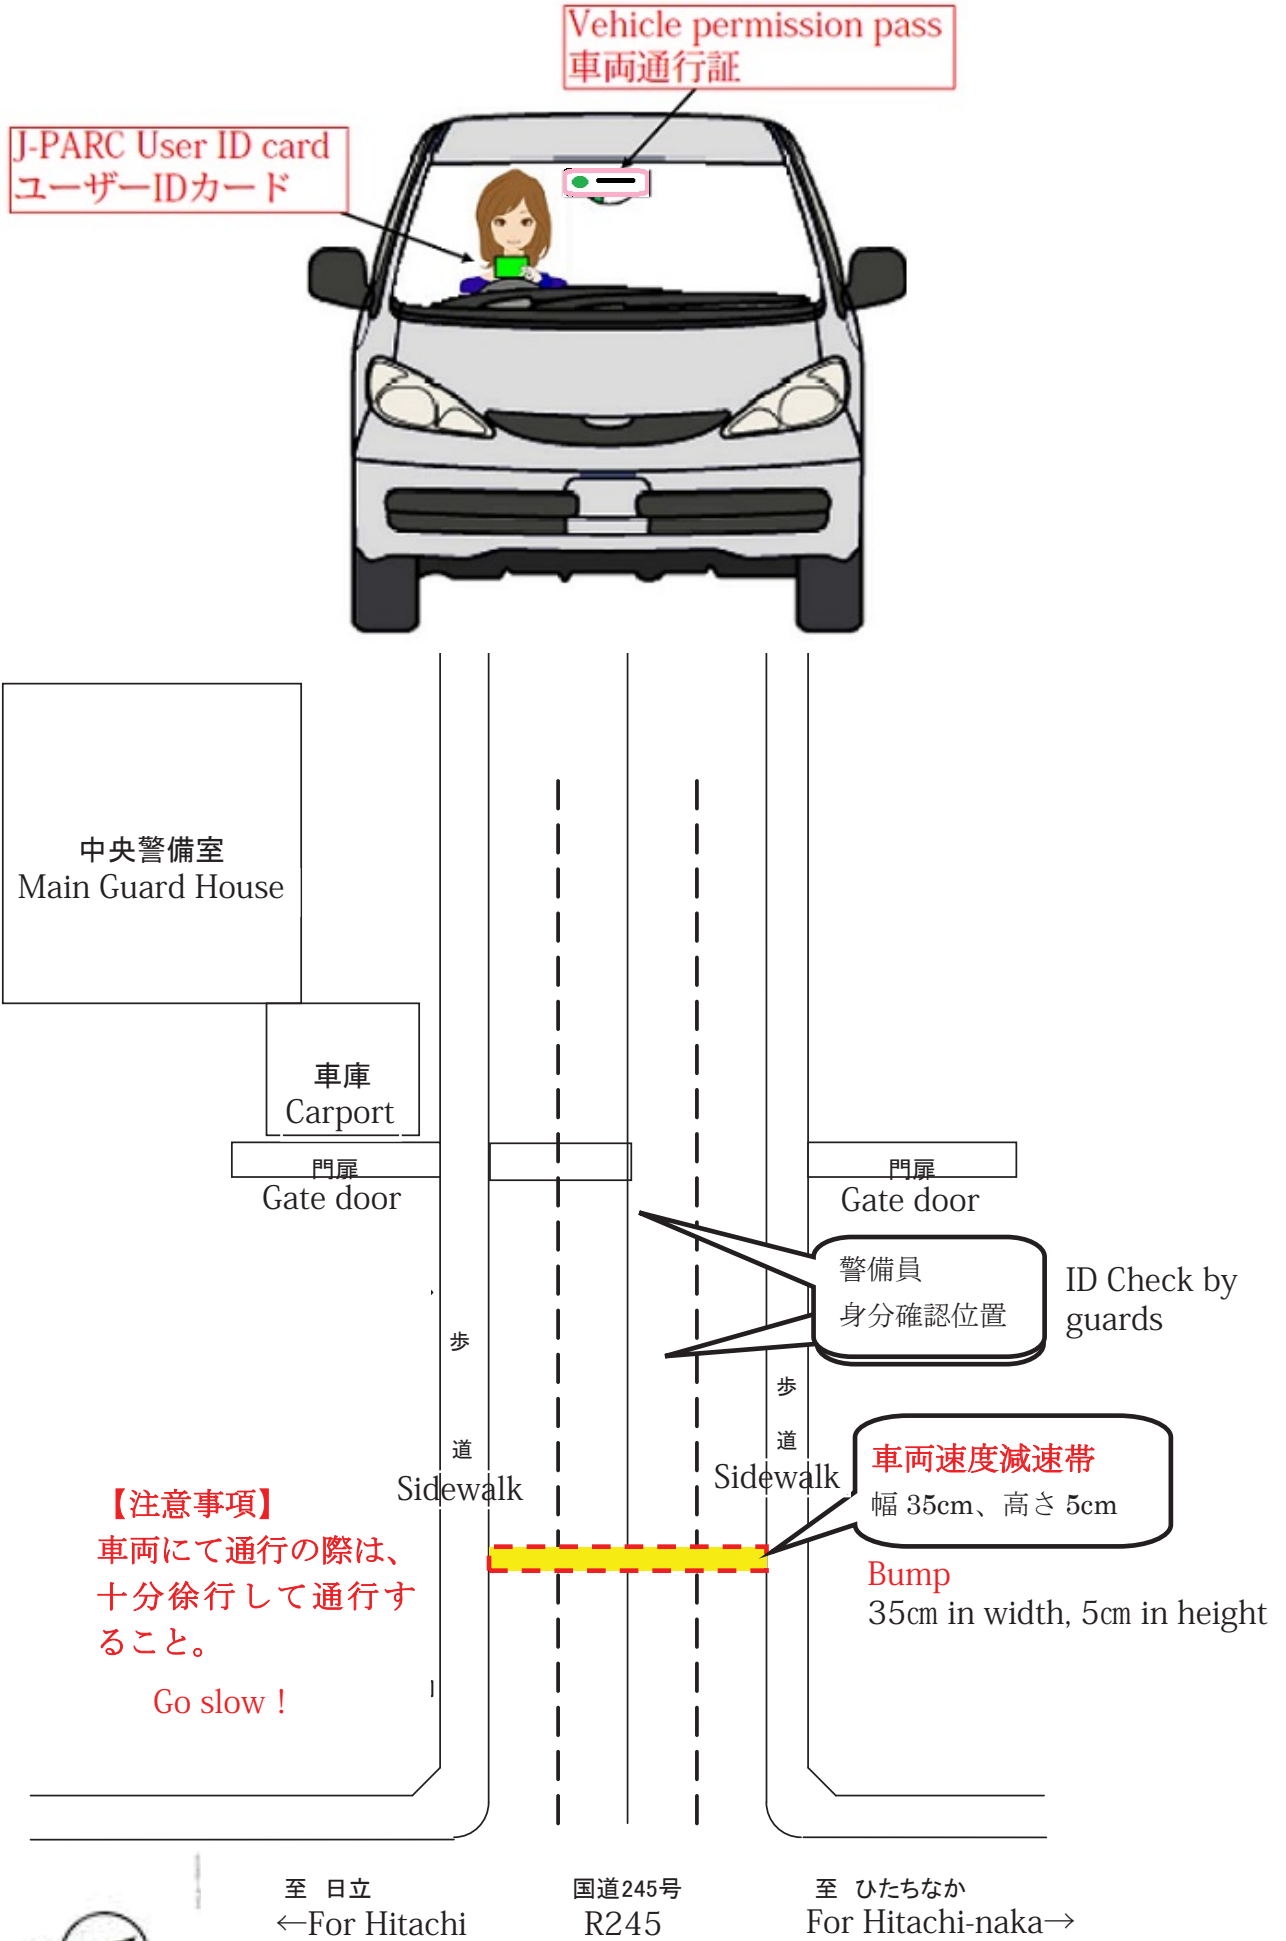 Vehicle permission pass
車両通行証
J-PARC User ID card
ユーザーIDカード
中央警備室
Main Guard House
車庫
Carport
門扉
Gate door
門扉
Gate door
警備員
身分確認位置
ID Check by
guards
歩
道
Sidewalk
歩
道
Sidewalk
車両速度減速帯
幅 35cm、高さ 5cm
Bump
35㎝ in width, 5㎝ in height
【注意事項】
車両にて通行の際は、
十分徐行して通行す
ること。
Go slow !
至 日立
←For Hitachi
国道245号
R245
至 ひたちなか
For Hitachi-naka→